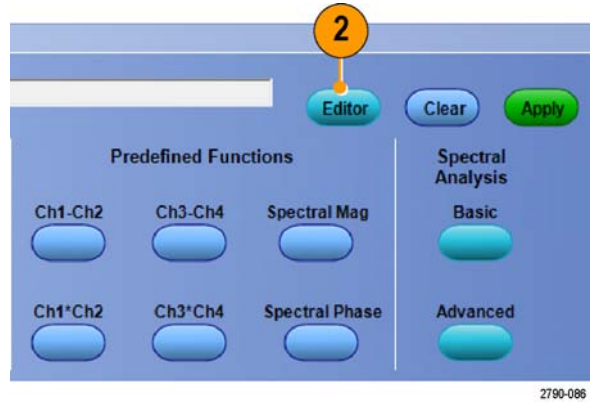 2
Editor Clear Apply
Predefined Functions Spectral Analysis
Ch1-Ch2 Ch3-Ch4 Spectral Mag Basic
Ch1*Ch2 Ch3*Ch4 Spectral Phase Advanced
2790-086